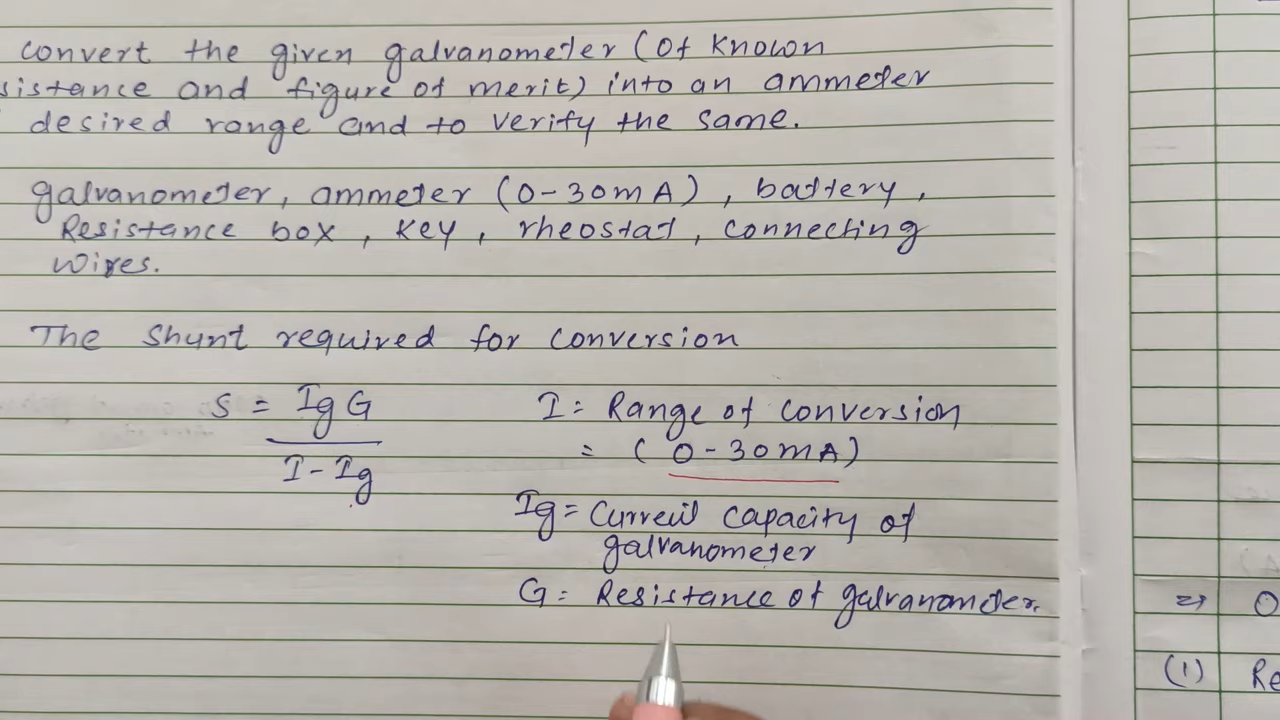 convert the given galvanometer (of known
sistance and figure of merit) into an ammeter
desired range and to verify the same.
galvanometer, ammeter (0-30mA), battery,
Resistance box, key, rheostat, connecting
wires.
The shunt required for conversion
S = IgG / I - Ig
I = Range of conversion
= (0-30mA)
Ig = Current capacity of
galvanometer
G = Resistance of galvanometer.
=> O
(1) Re